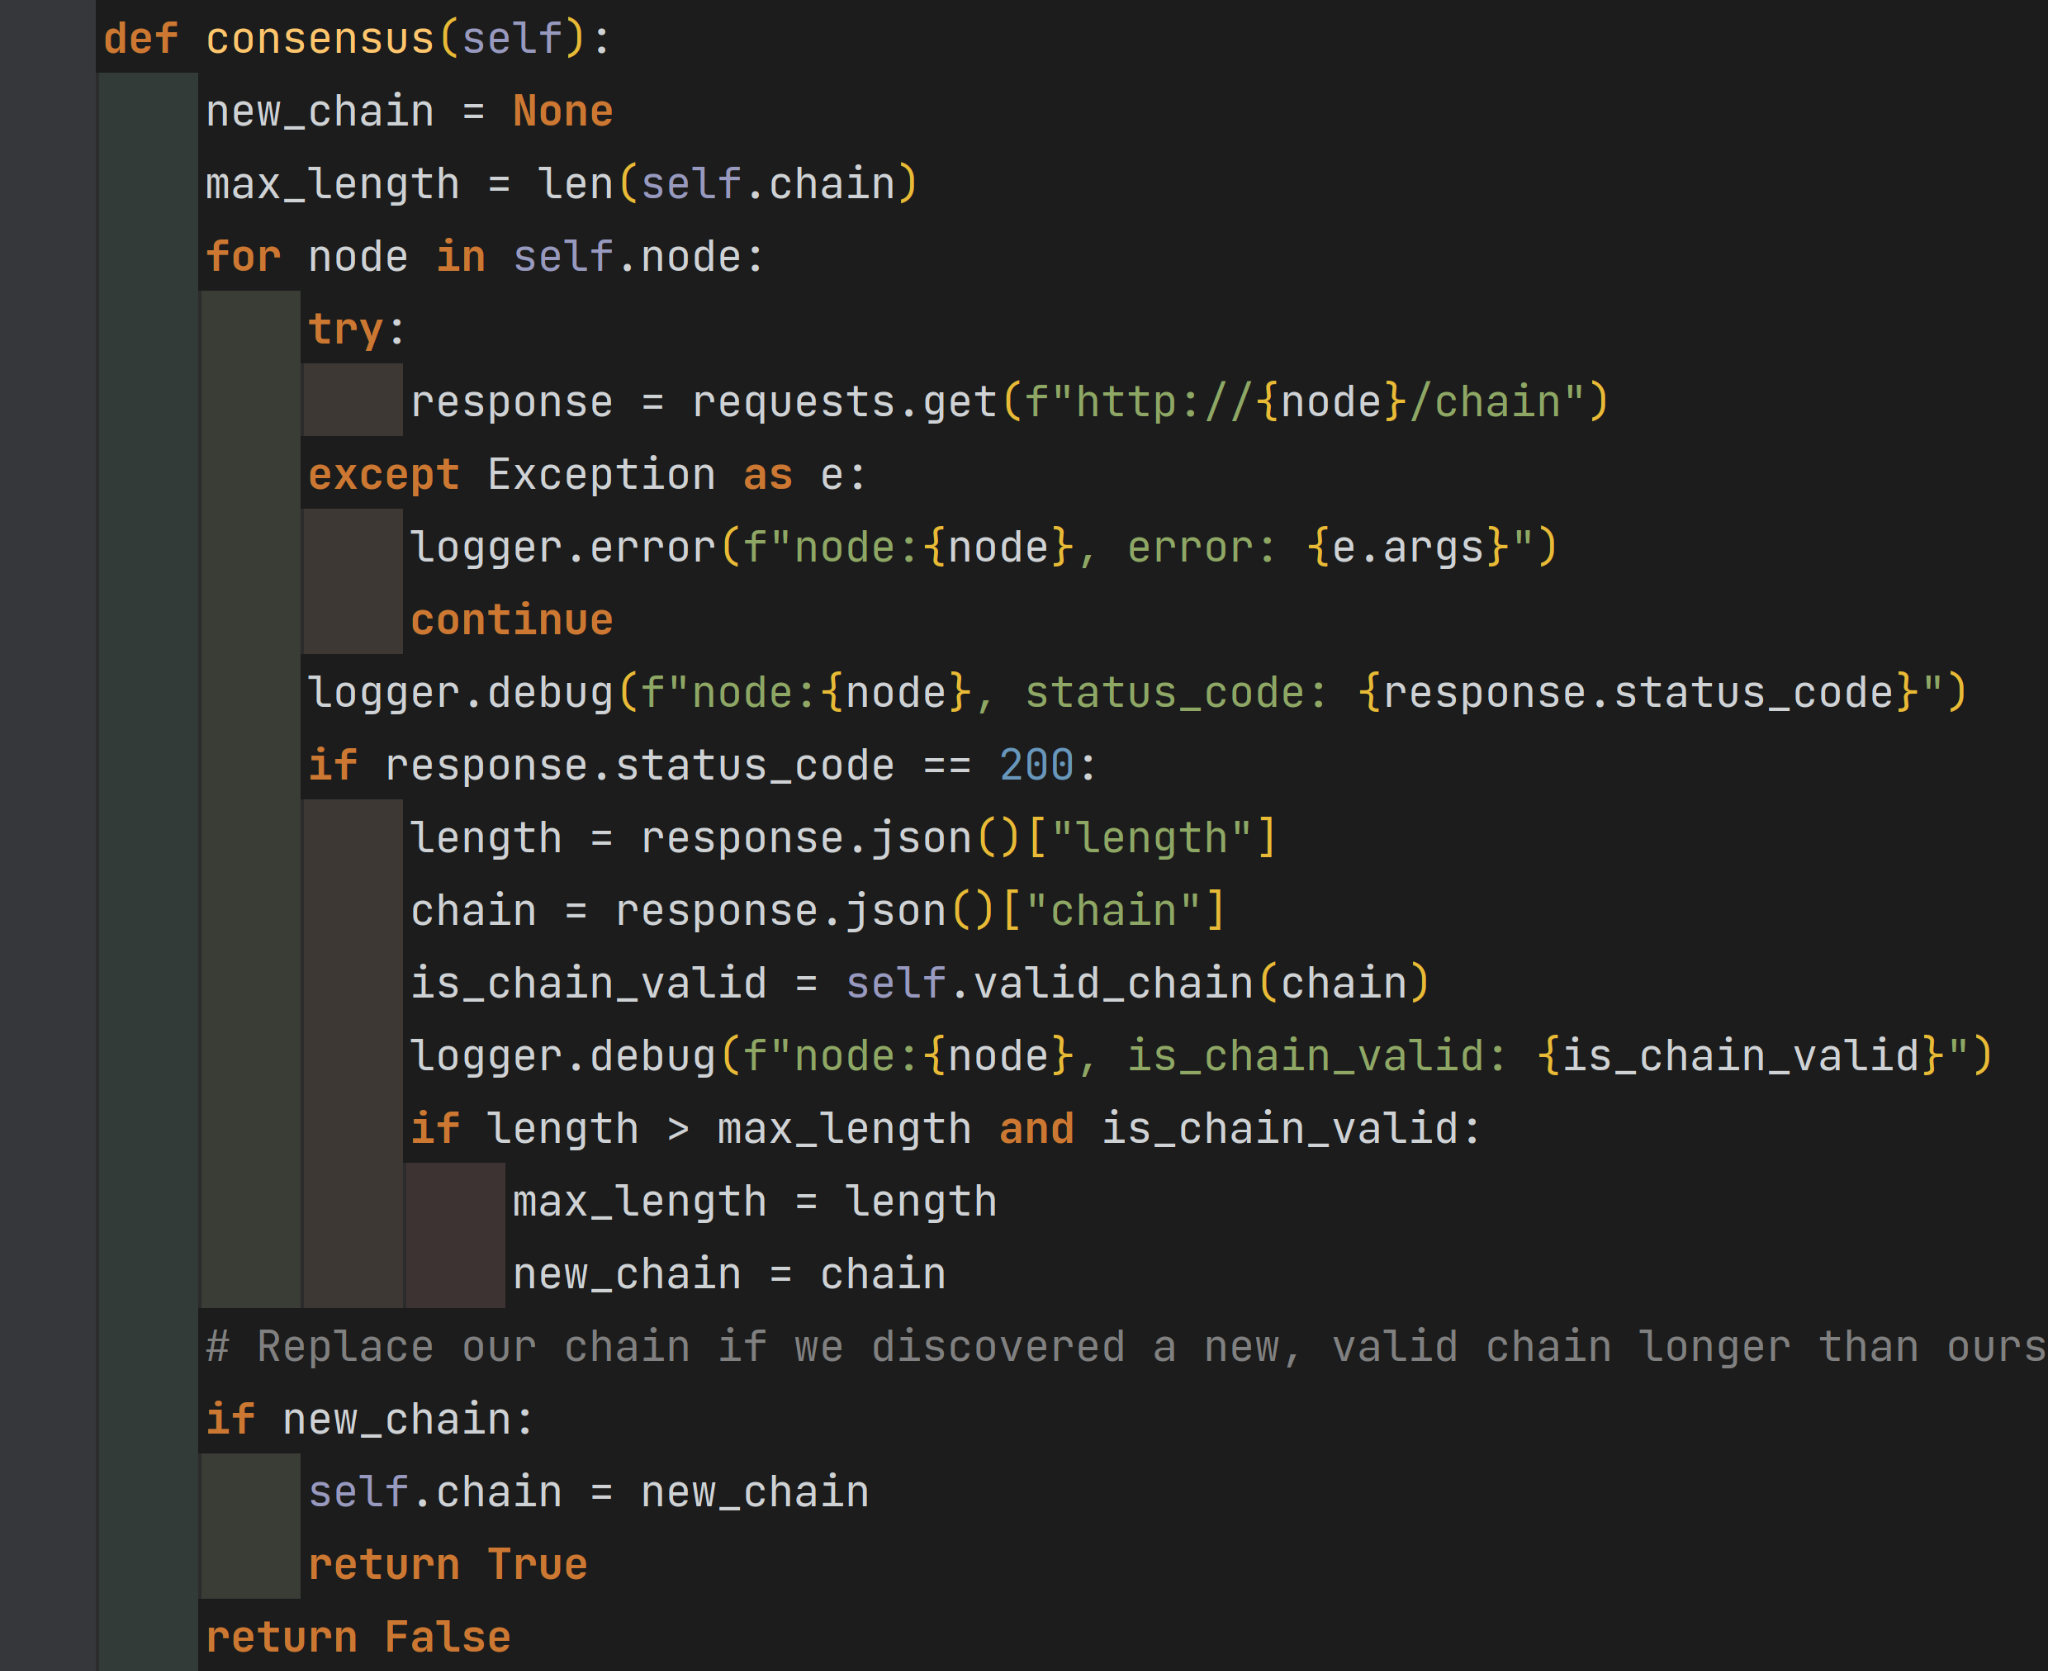 def consensus(self):
    new_chain = None
    max_length = len(self.chain)
    for node in self.node:
        try:
            response = requests.get(f"http://{node}/chain")
        except Exception as e:
            logger.error(f"node:{node}, error: {e.args}")
            continue
        logger.debug(f"node:{node}, status_code: {response.status_code}")
        if response.status_code == 200:
            length = response.json()["length"]
            chain = response.json()["chain"]
            is_chain_valid = self.valid_chain(chain)
            logger.debug(f"node:{node}, is_chain_valid: {is_chain_valid}")
            if length > max_length and is_chain_valid:
                max_length = length
                new_chain = chain
    # Replace our chain if we discovered a new, valid chain longer than ours
    if new_chain:
        self.chain = new_chain
        return True
    return False